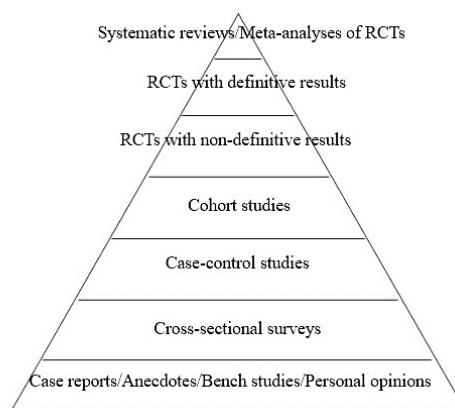 Systematic reviews/Meta-analyses of RCTs
RCTs with definitive results
RCTs with non-definitive results
Cohort studies
Case-control studies
Cross-sectional surveys
Case reports/Anecdotes/Bench studies/Personal opinions